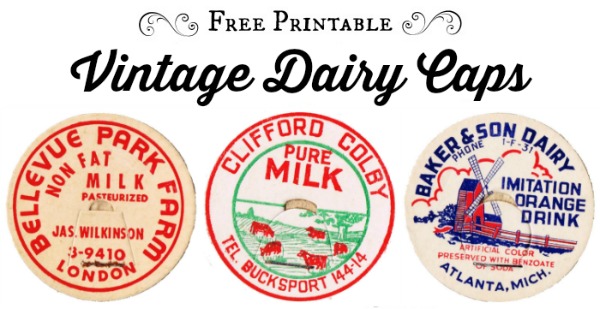 Free Printable
Vintage Dairy Caps
BELLEVUE PARK FARM
NON FAT
MILK
PASTEURIZED
JAS. WILKINSON
3-9410
LONDON
CLIFFORD COLBY
PURE
MILK
TEL. BUCKSPORT 144-14
BAKER & SON DAIRY
PHONE 1-F-31
IMITATION
ORANGE
DRINK
ARTIFICIAL COLOR
PRESERVED WITH BENZOATE
OF SODA
ATLANTA, MICH.